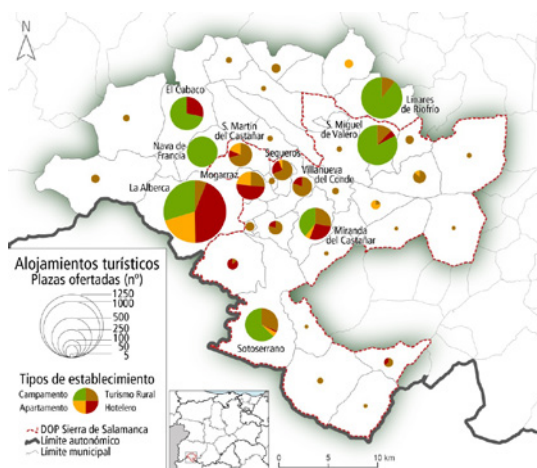 N
El Cabaco
Linares
de Riofrío
S. Martín
del Castañar
S. Miguel
de Valero
Nava de
Francia
Sequeros
Mogarraz
Villanueva
del Conde
La Alberca
Miranda
del Castañar
Sotoserrano
Alojamientos turísticos
Plazas ofertadas (nº)
1250
1000
500
250
100
50
5
Tipos de establecimiento
Campamento
Turismo Rural
Apartamento
Hotelero
DOP Sierra de Salamanca
Límite autonómico
Límite municipal
0 5 10 km